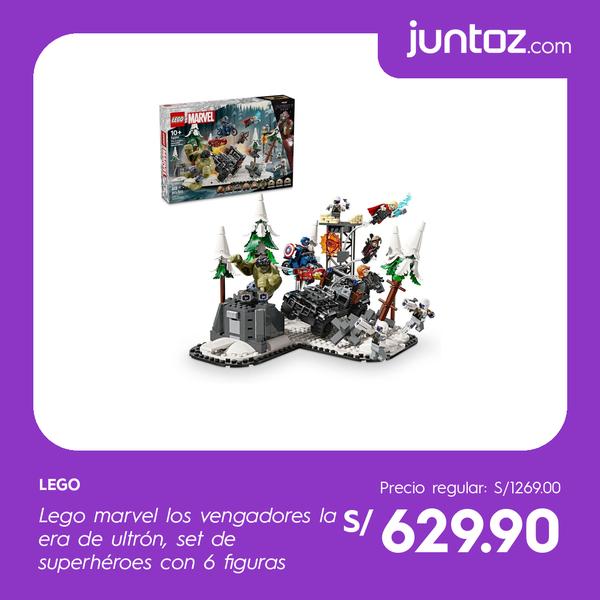 juntoz.com
LEGO MARVEL
10+
LEGO
Precio regular: S/1269.00
Lego marvel los vengadores la
era de ultrón, set de
superhéroes con 6 figuras
S/ 629.90